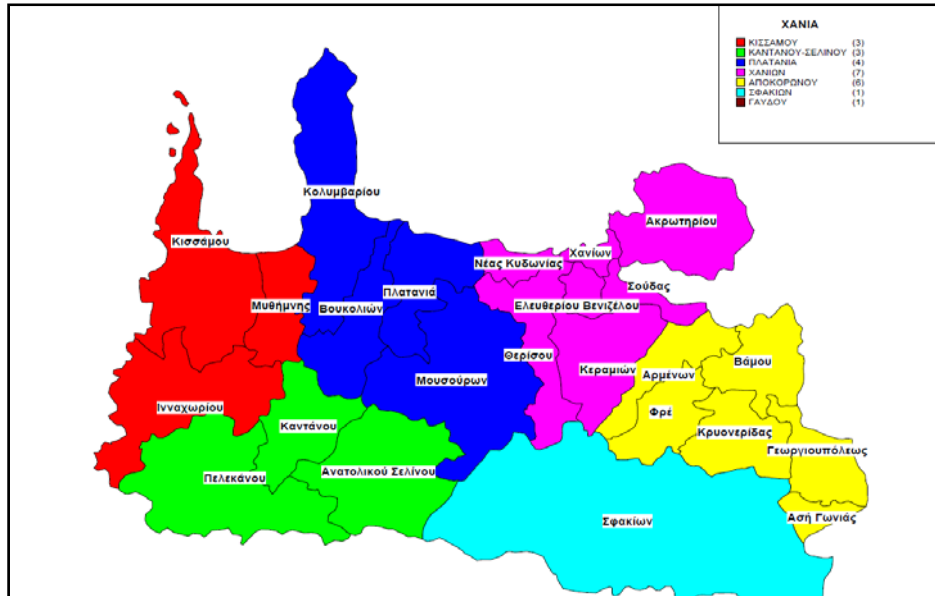 ΧΑΝΙΑ
ΚΙΣΣΑΜΟΥ (3)
ΚΑΝΤΑΝΟΥ-ΣΕΛΙΝΟΥ (3)
ΠΛΑΤΑΝΙΑ (4)
ΧΑΝΙΩΝ (7)
ΑΠΟΚΟΡΩΝΟΥ (6)
ΣΦΑΚΙΩΝ (1)
ΓΑΥΔΟΥ (1)
Κολυμβαρίου
Ακρωτηρίου
Κισσάμου
Χανίων
Νέας Κυδωνίας
Σούδας
Πλατανιά
Μυθήμνης
Βουκολιών
Ελευθερίου Βενιζέλου
Θερίσου
Βάμου
Κεραμιών
Αρμένων
Μουσούρων
Ινναχωρίου
Φρέ
Καντάνου
Κρυονερίδας
Γεωργιουπόλεως
Πελεκάνου
Ανατολικού Σελίνου
Σφακίων
Ασή Γωνιάς